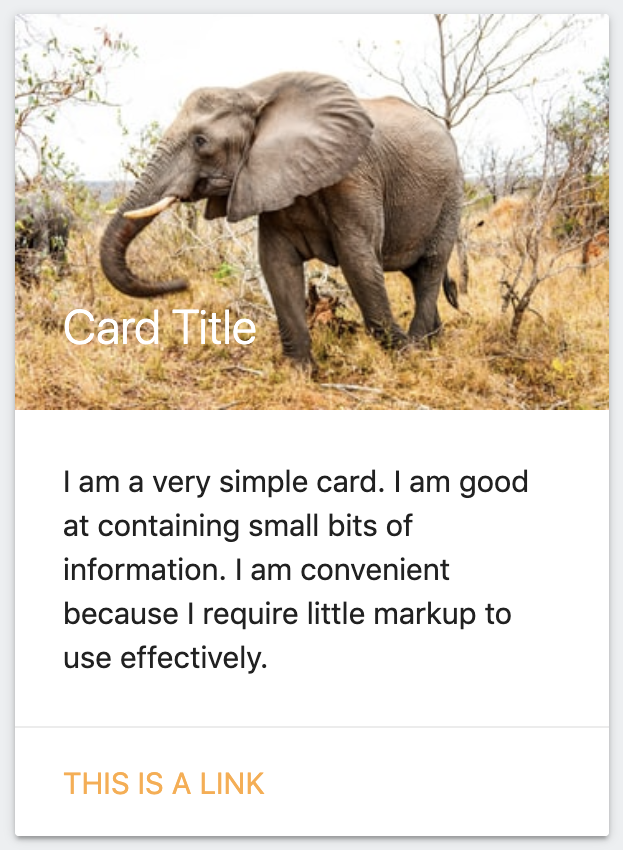 Card Title
I am a very simple card. I am good
at containing small bits of
information. I am convenient
because I require little markup to
use effectively.
THIS IS A LINK